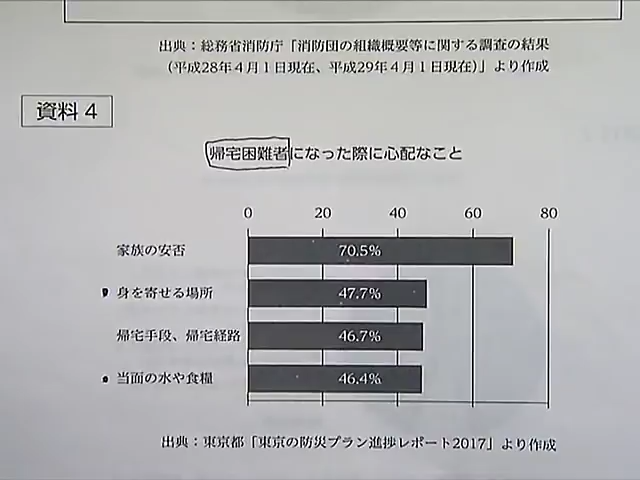 出典：総務省消防庁「消防団の組織概要等に関する調査の結果
（平成28年４月１日現在、平成29年４月１日現在）」より作成
資料４
帰宅困難者になった際に心配なこと
0 20 40 60 80
家族の安否 70.5%
身を寄せる場所 47.7%
帰宅手段、帰宅経路 46.7%
当面の水や食糧 46.4%
出典：東京都「東京の防災プラン進捗レポート2017」より作成